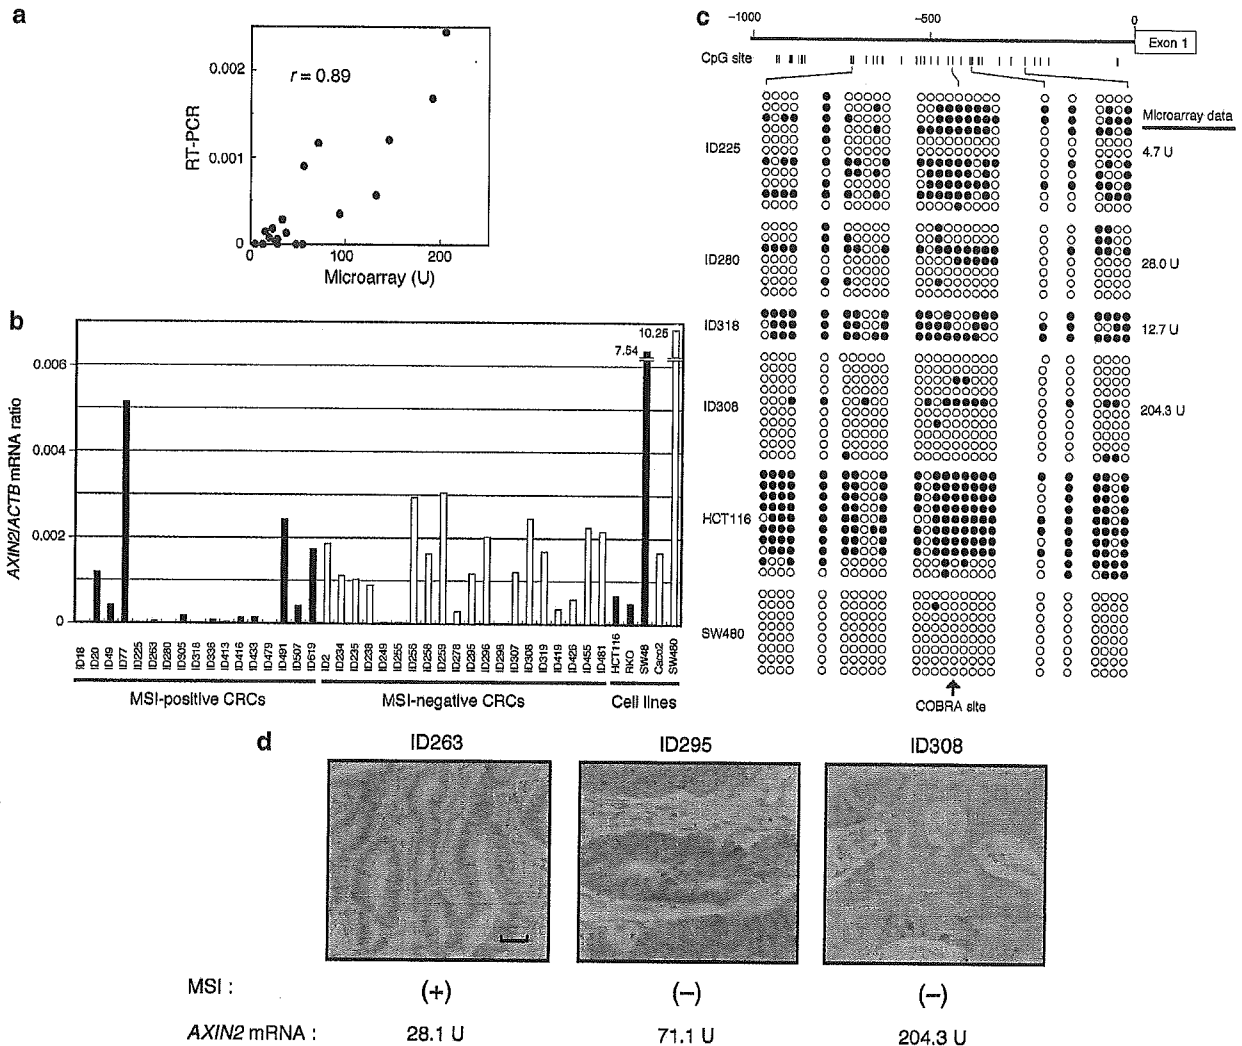 a
RT-PCR
0.002
0.001
0
r = 0.89
0
100
200
Microarray (U)
b
AXIN2/ACTB mRNA ratio
0.006
0.004
0.002
0
7.54
10.25
ID18
ID20
ID49
ID77
ID225
ID263
ID280
ID305
ID318
ID336
ID413
ID416
ID433
ID479
ID491
ID507
ID619
ID2
ID234
ID235
ID238
ID249
ID255
ID256
ID258
ID259
ID278
ID295
ID296
ID298
ID307
ID308
ID319
ID419
ID426
ID455
ID461
HCT116
RKO
SW48
Caco2
SW480
MSI-positive CRCs
MSI-negative CRCs
Cell lines
c
-1000
-500
0
Exon 1
CpG site
Microarray data
ID225
4.7 U
ID280
28.0 U
ID318
12.7 U
ID308
204.3 U
HCT116
SW480
COBRA site
d
ID263
ID295
ID308
MSI :
(+)
(–)
(–)
AXIN2 mRNA :
28.1 U
71.1 U
204.3 U